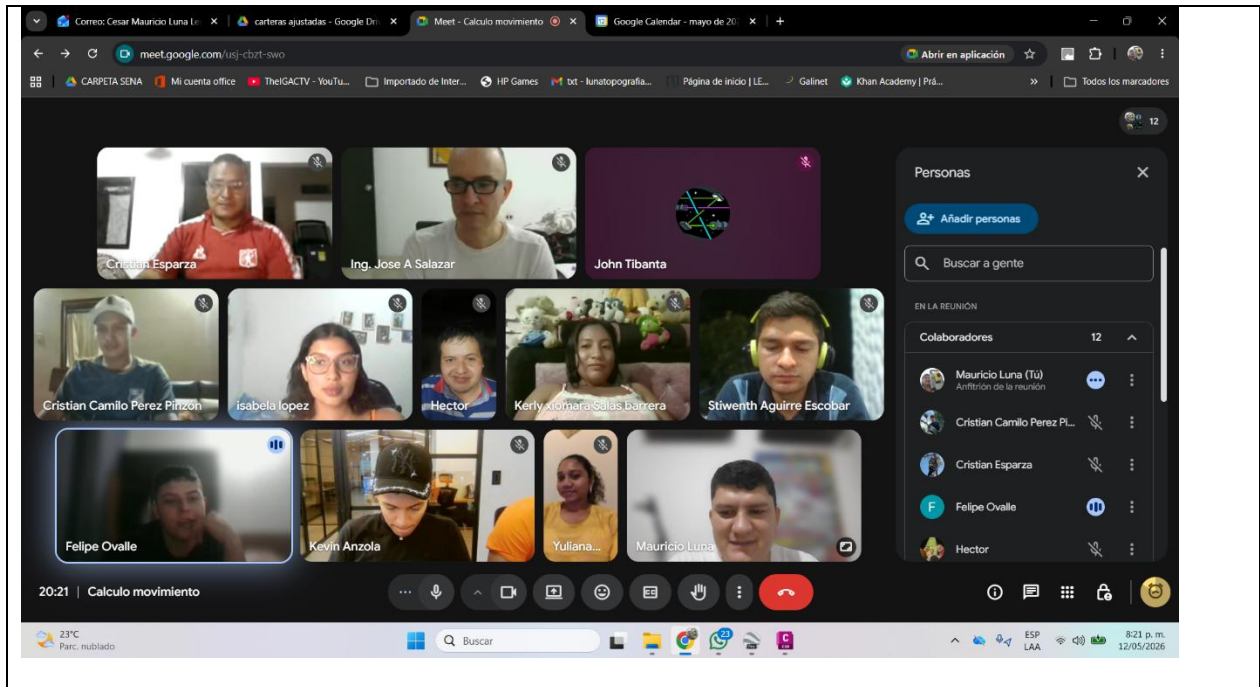 Correo: Cesar Mauricio Luna Le
carteras ajustadas - Google Dri
Meet - Calculo movimiento
Google Calendar - mayo de 20
meet.google.com/usj-cbzt-swo
Abrir en aplicación
CARPETA SENA
Mi cuenta office
TheIGACTV - YouTu...
Importado de Inter...
HP Games
txt - lunatopografia...
Página de inicio | LE...
Galinet
Khan Academy | Prá...
»
Todos los marcadores
12
Cristian Esparza
Ing. Jose A Salazar
John Tibanta
Cristian Camilo Perez Pinzón
isabela lopez
Hector
Kerly xiomara Salas barrera
Stiwenth Aguirre Escobar
Felipe Ovalle
Kevin Anzola
Yuliana...
Mauricio Luna
Personas
Añadir personas
Buscar a gente
EN LA REUNIÓN
Colaboradores 12
Mauricio Luna (Tú)
Anfitrión de la reunión
Cristian Camilo Perez Pi...
Cristian Esparza
F
Felipe Ovalle
Hector
20:21 | Calculo movimiento
23°C
Parc. nublado
Buscar
23
ESP
LAA
8:21 p. m.
12/05/2026